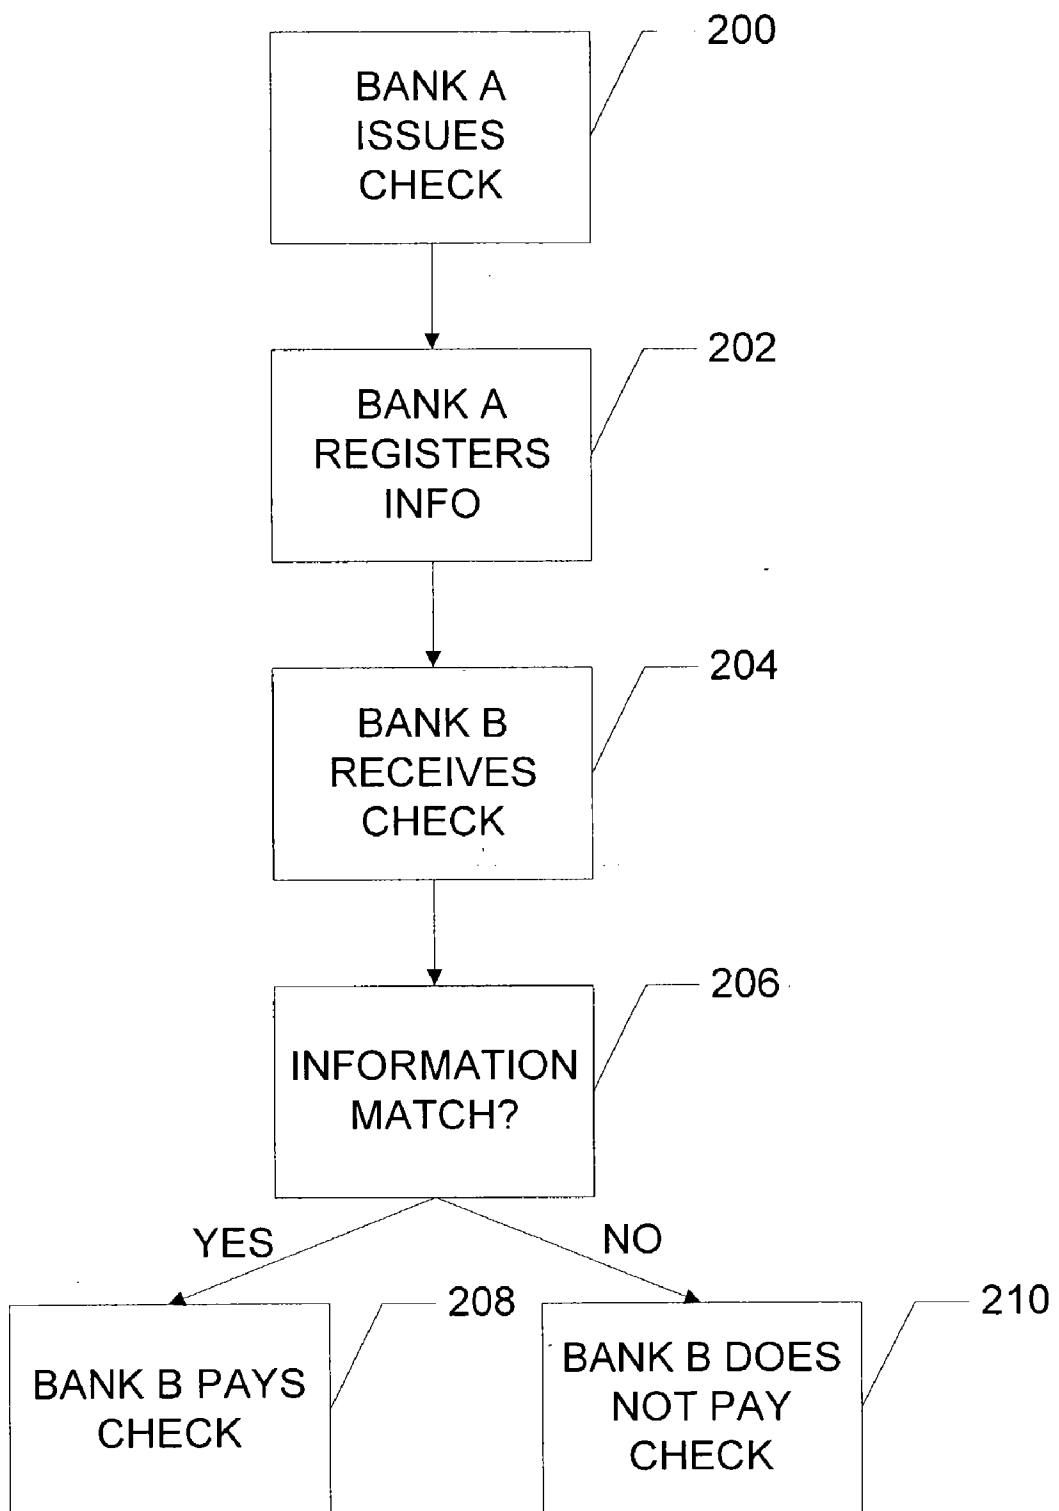 200
BANK A
ISSUES
CHECK
202
BANK A
REGISTERS
INFO
204
BANK B
RECEIVES
CHECK
206
INFORMATION
MATCH?
YES
NO
208
BANK B PAYS
CHECK
210
BANK B DOES
NOT PAY
CHECK